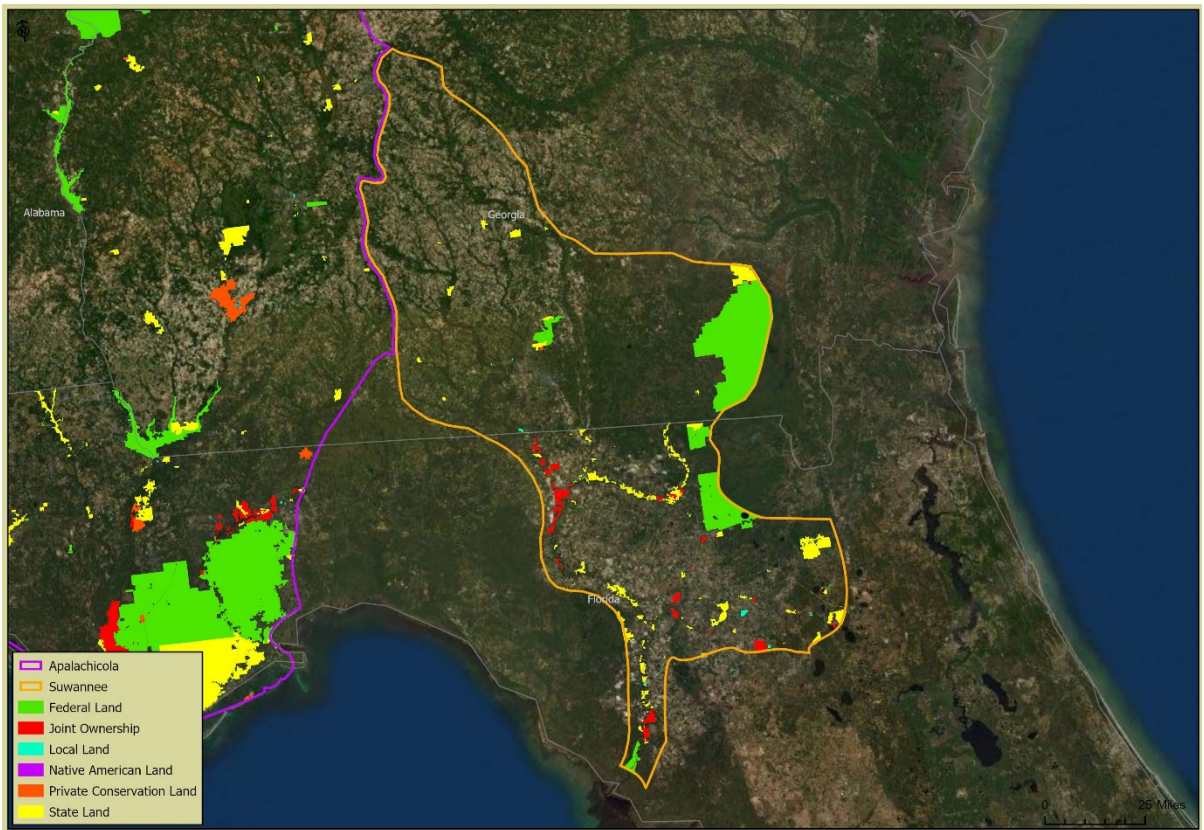 Alabama
Georgia
Florida
Apalachicola
Suwannee
Federal Land
Joint Ownership
Local Land
Native American Land
Private Conservation Land
State Land
0 25 Miles